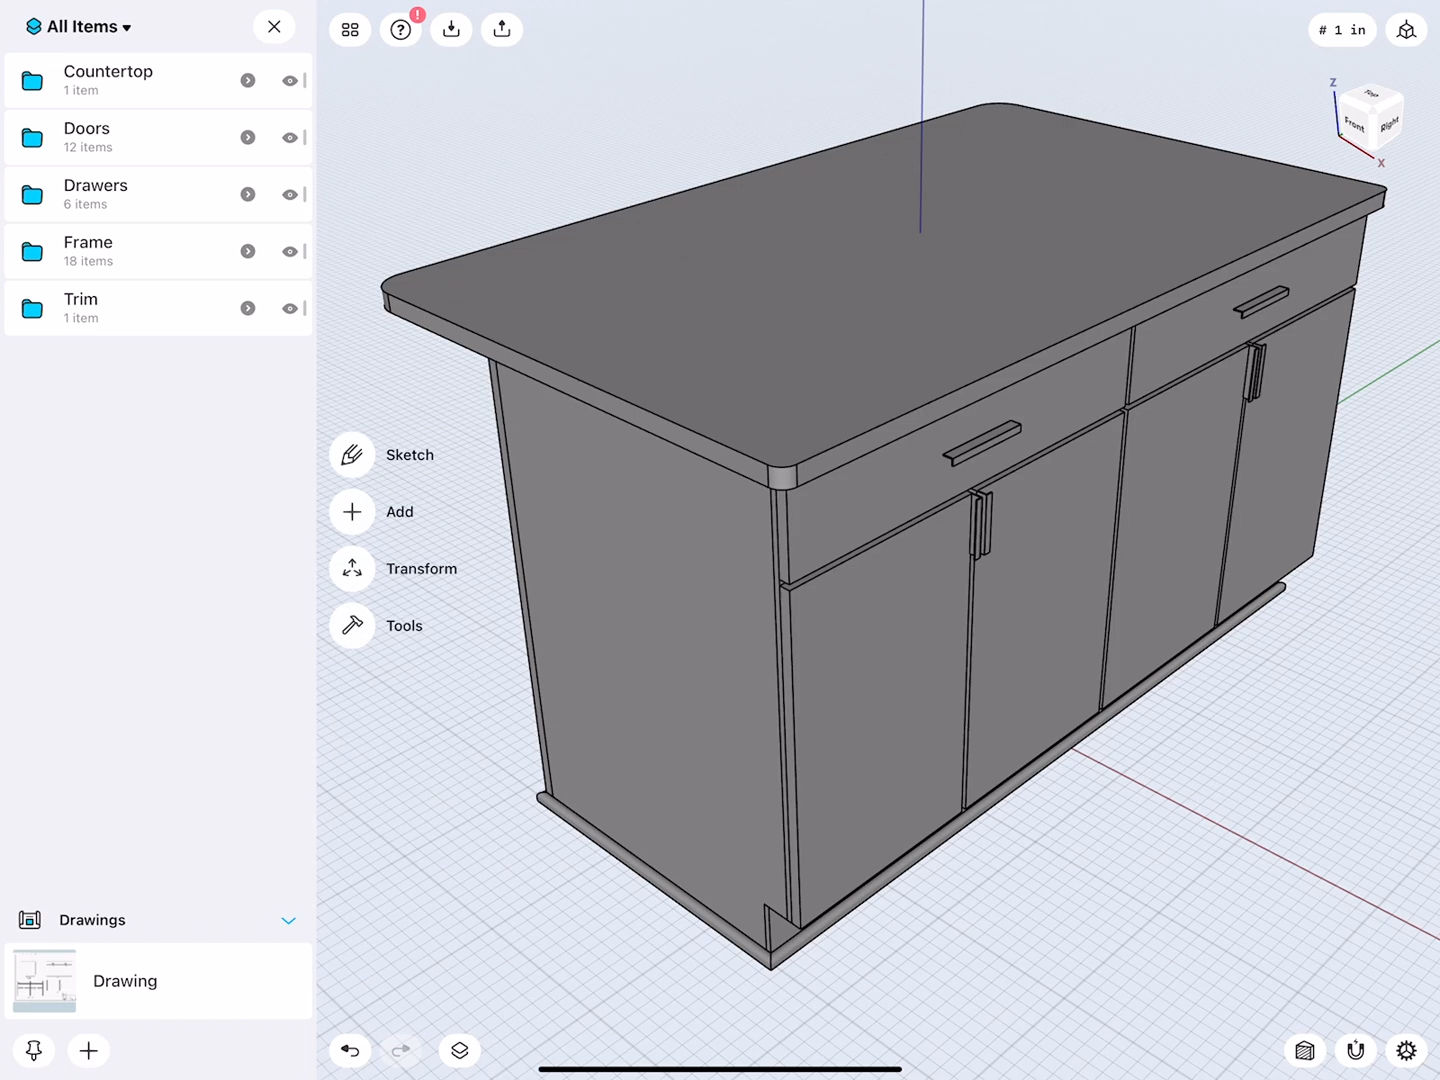 All Items
Countertop
1 item
Doors
12 items
Drawers
6 items
Frame
18 items
Trim
1 item
Drawings
Drawing
!
# 1 in
Z
Top
Front
Right
X
Sketch
Add
Transform
Tools